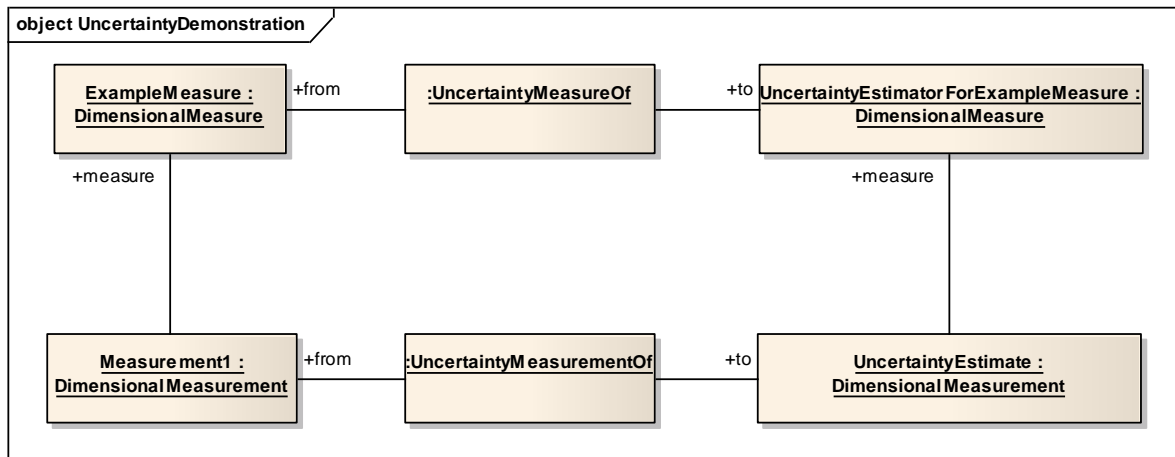 object UncertaintyDemonstration
ExampleMeasure :
DimensionalMeasure
+from
:UncertaintyMeasureOf
+to
UncertaintyEstimatorForExampleMeasure :
DimensionalMeasure
+measure
+measure
Measurement1 :
DimensionalMeasurement
+from
:UncertaintyMeasurementOf
+to
UncertaintyEstimate :
DimensionalMeasurement